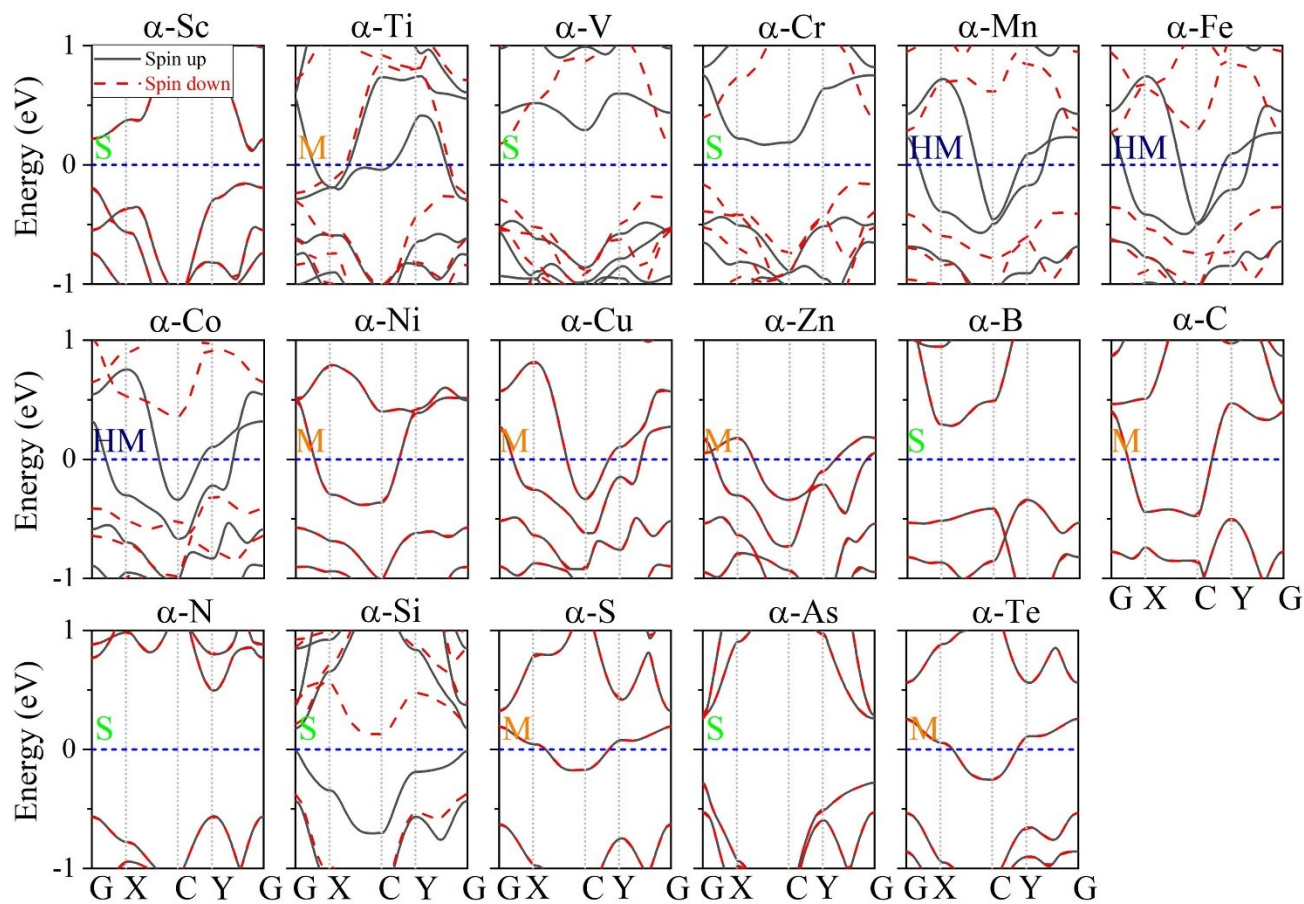 α-Sc α-Ti α-V α-Cr α-Mn α-Fe
1
Spin up
Spin down
Energy (eV)
S M S S HM HM
0
-1
α-Co α-Ni α-Cu α-Zn α-B α-C
1
Energy (eV)
HM M M M S M
0
-1
G X C Y G
α-N α-Si α-S α-As α-Te
1
Energy (eV)
S S M S M
0
-1
G X C Y G X C Y G X C Y G X C Y G X C Y G